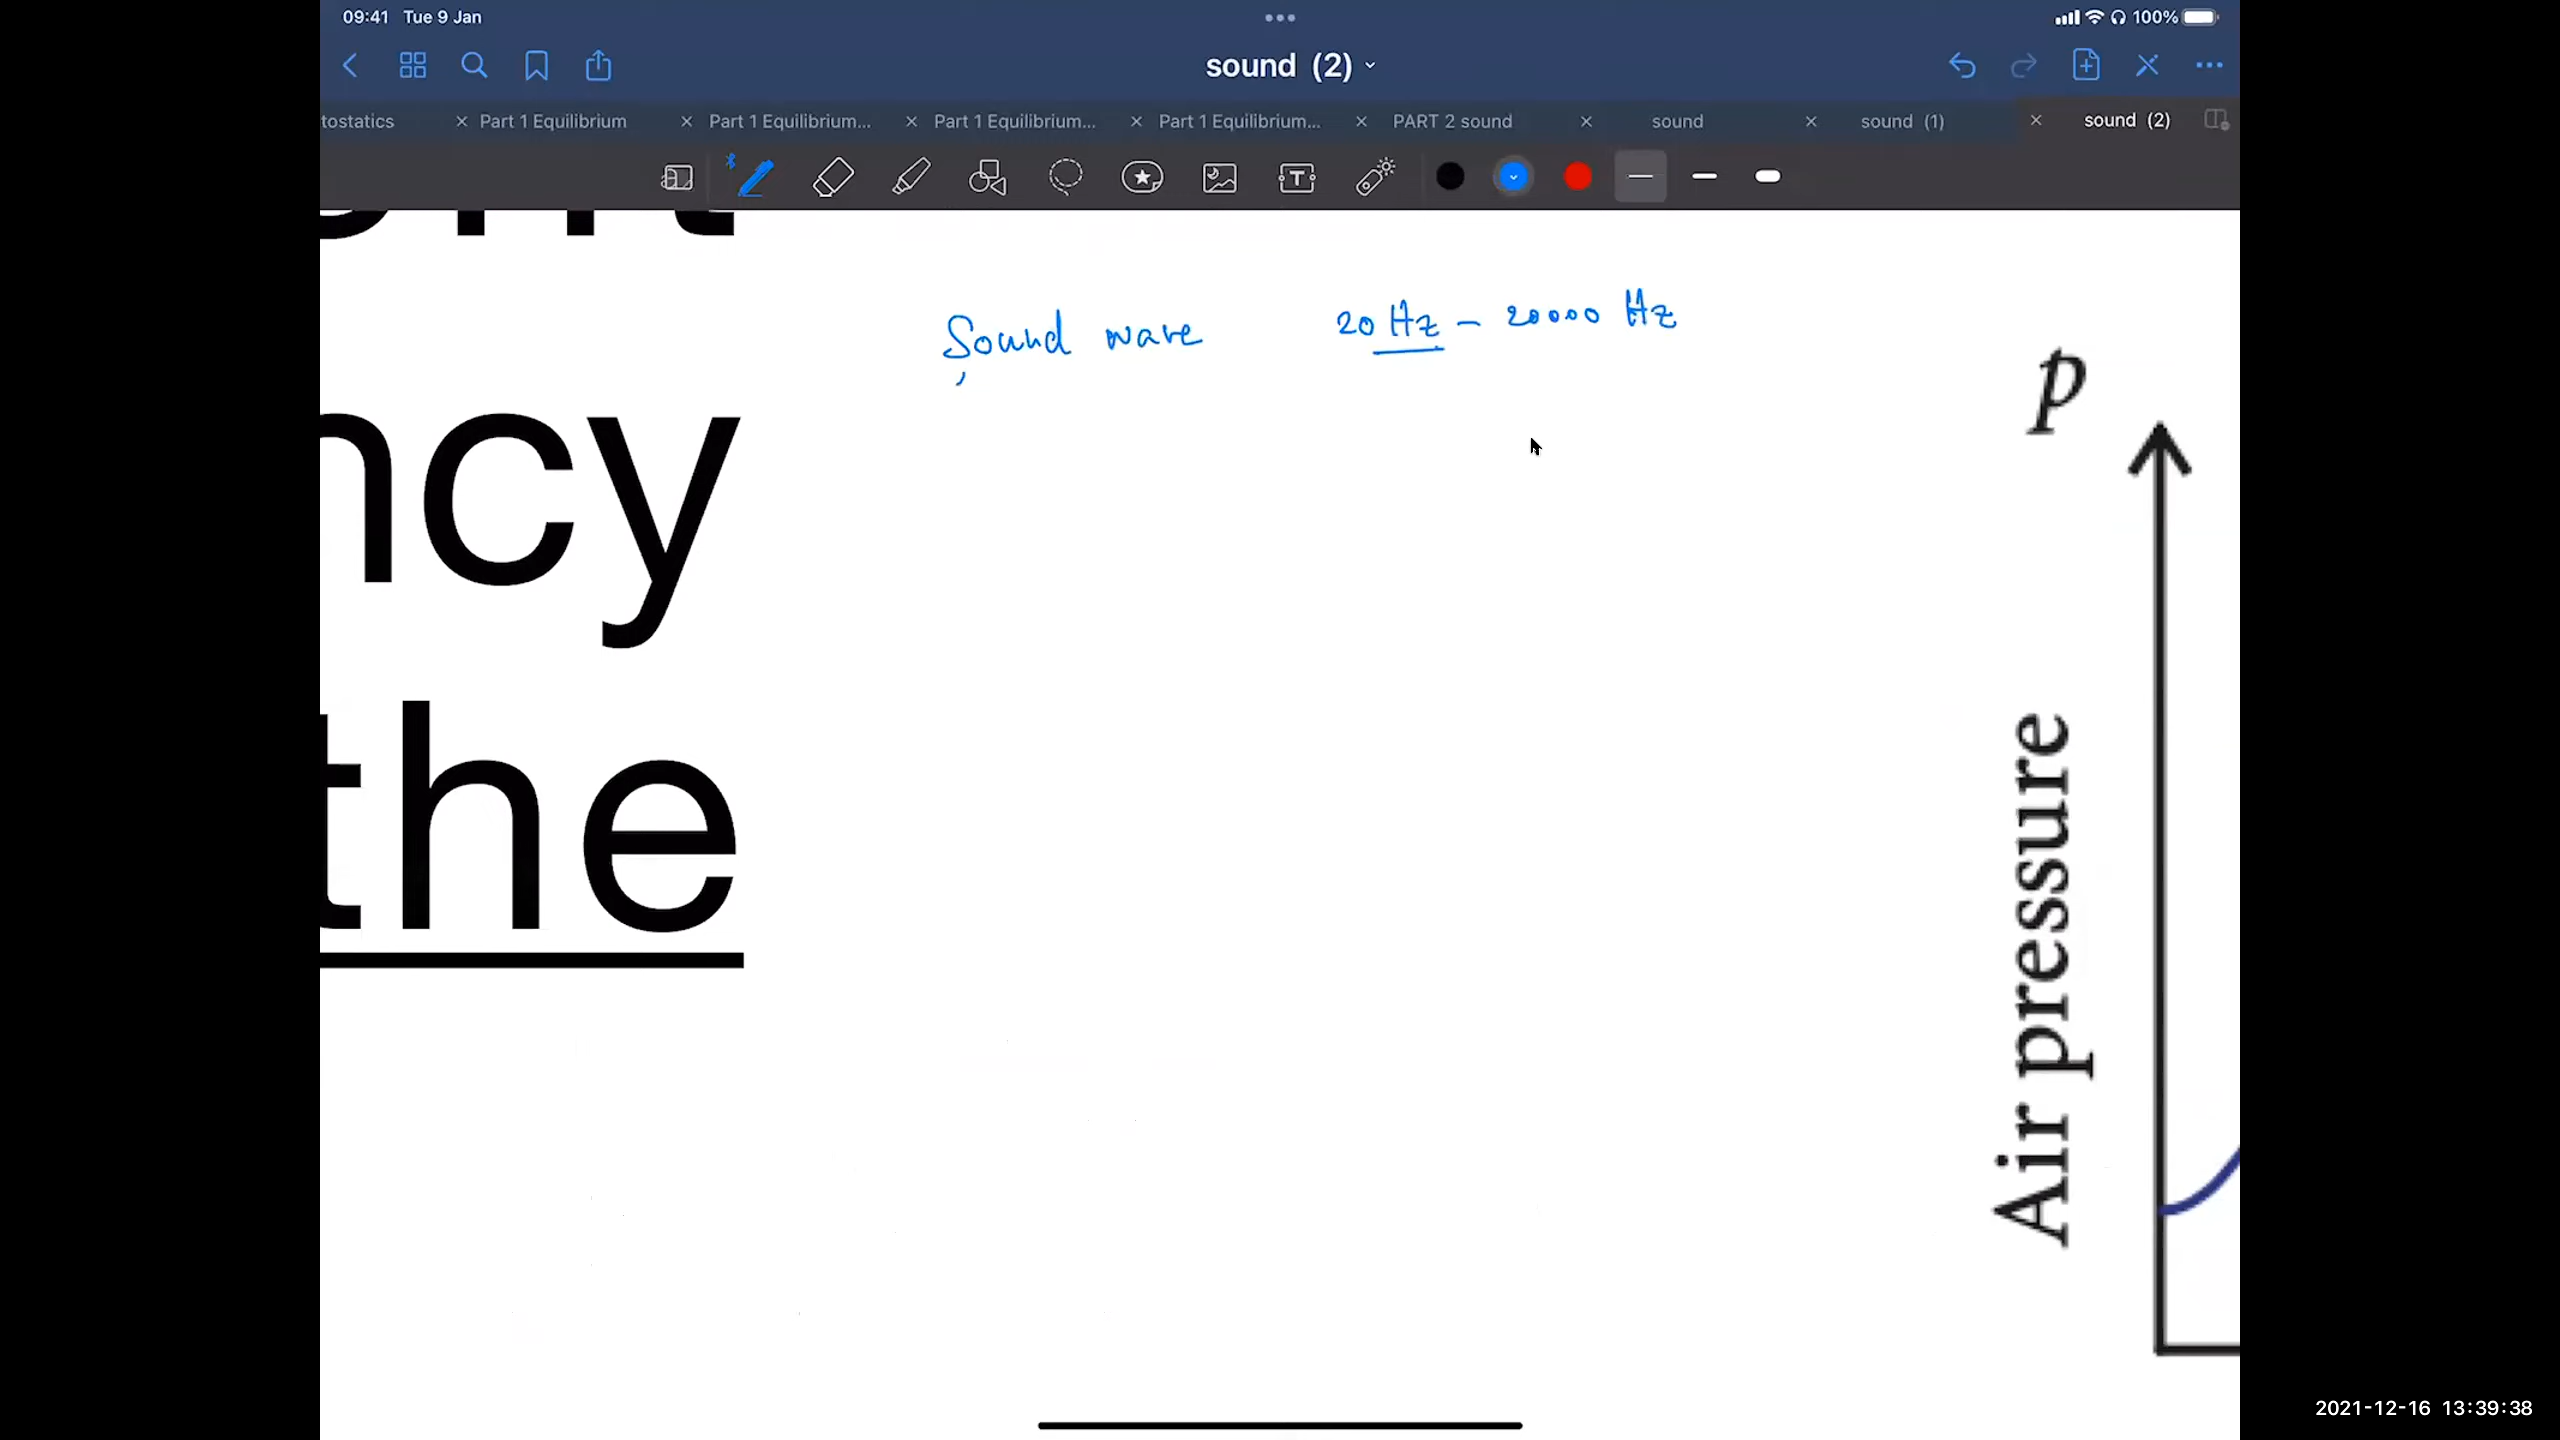 09:41 Tue 9 Jan
100%
sound (2)
tostatics
Part 1 Equilibrium
Part 1 Equilibrium...
Part 1 Equilibrium...
Part 1 Equilibrium...
PART 2 sound
sound
sound (1)
sound (2)
Sound wave 20 Hz - 20000 Hz
p
ncy
the
Air pressure
2021-12-16 13:39:38